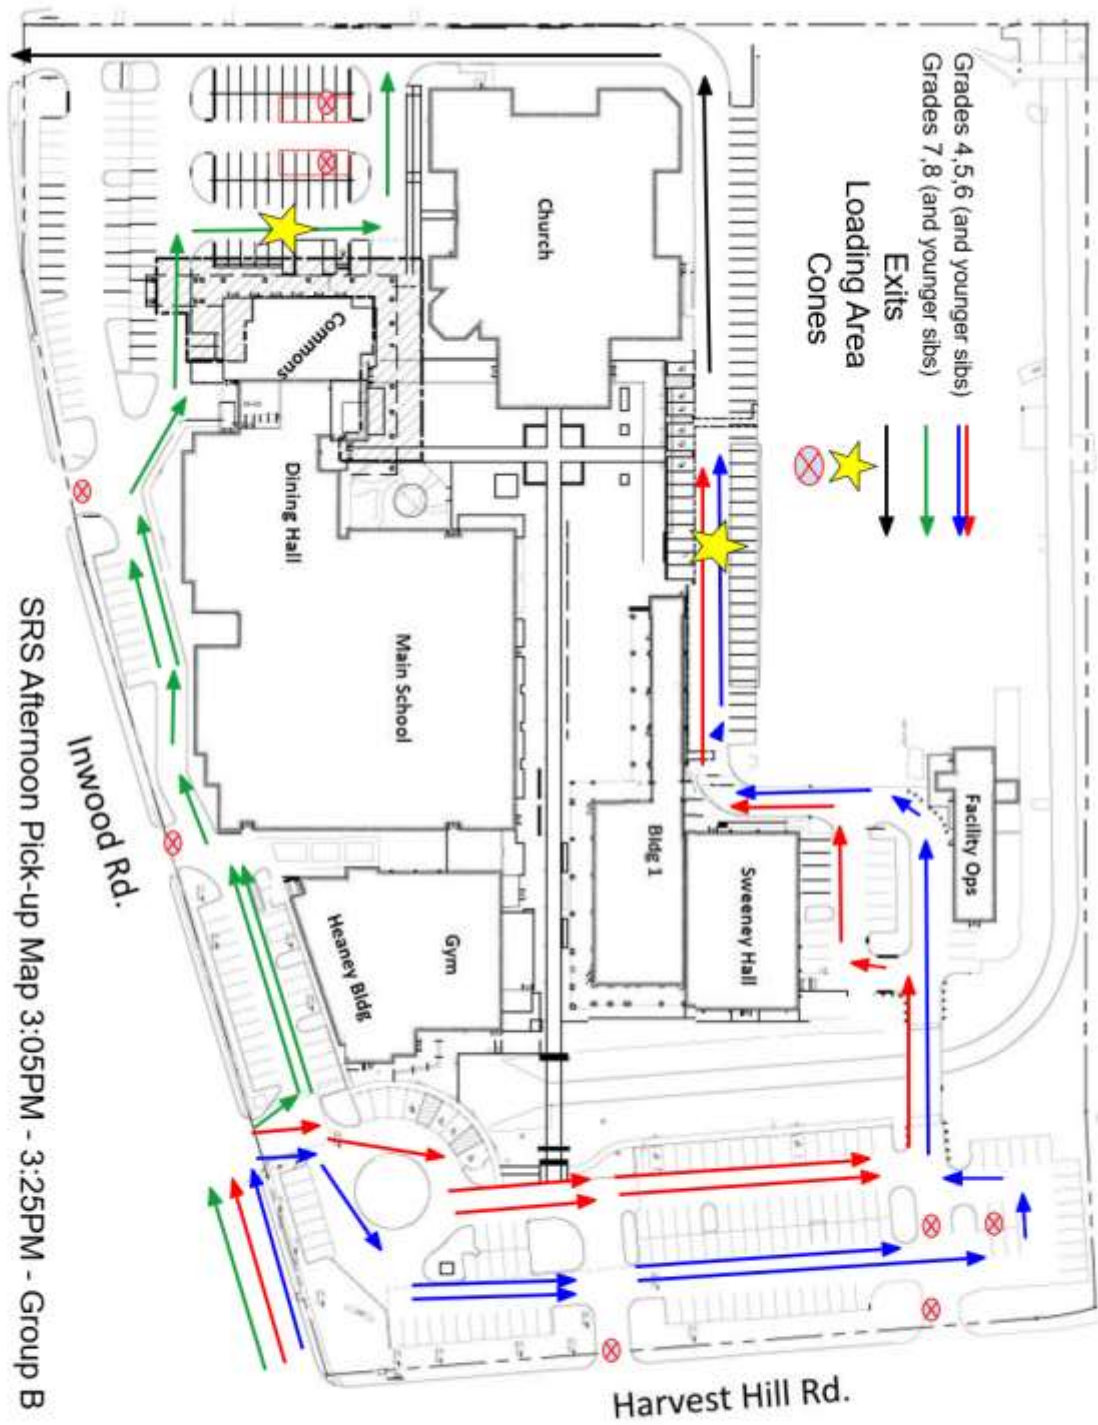 Grades 4,5,6 (and younger sibs)
Grades 7,8 (and younger sibs)
Exits
Loading Area
Cones
Church
Commons
Dining Hall
Main School
Facility Ops
Bldg 1
Sweeney Hall
Gym
Heaney Bldg
Inwood Rd.
Harvest Hill Rd.
SRS Afternoon Pick-up Map 3:05PM - 3:25PM - Group B